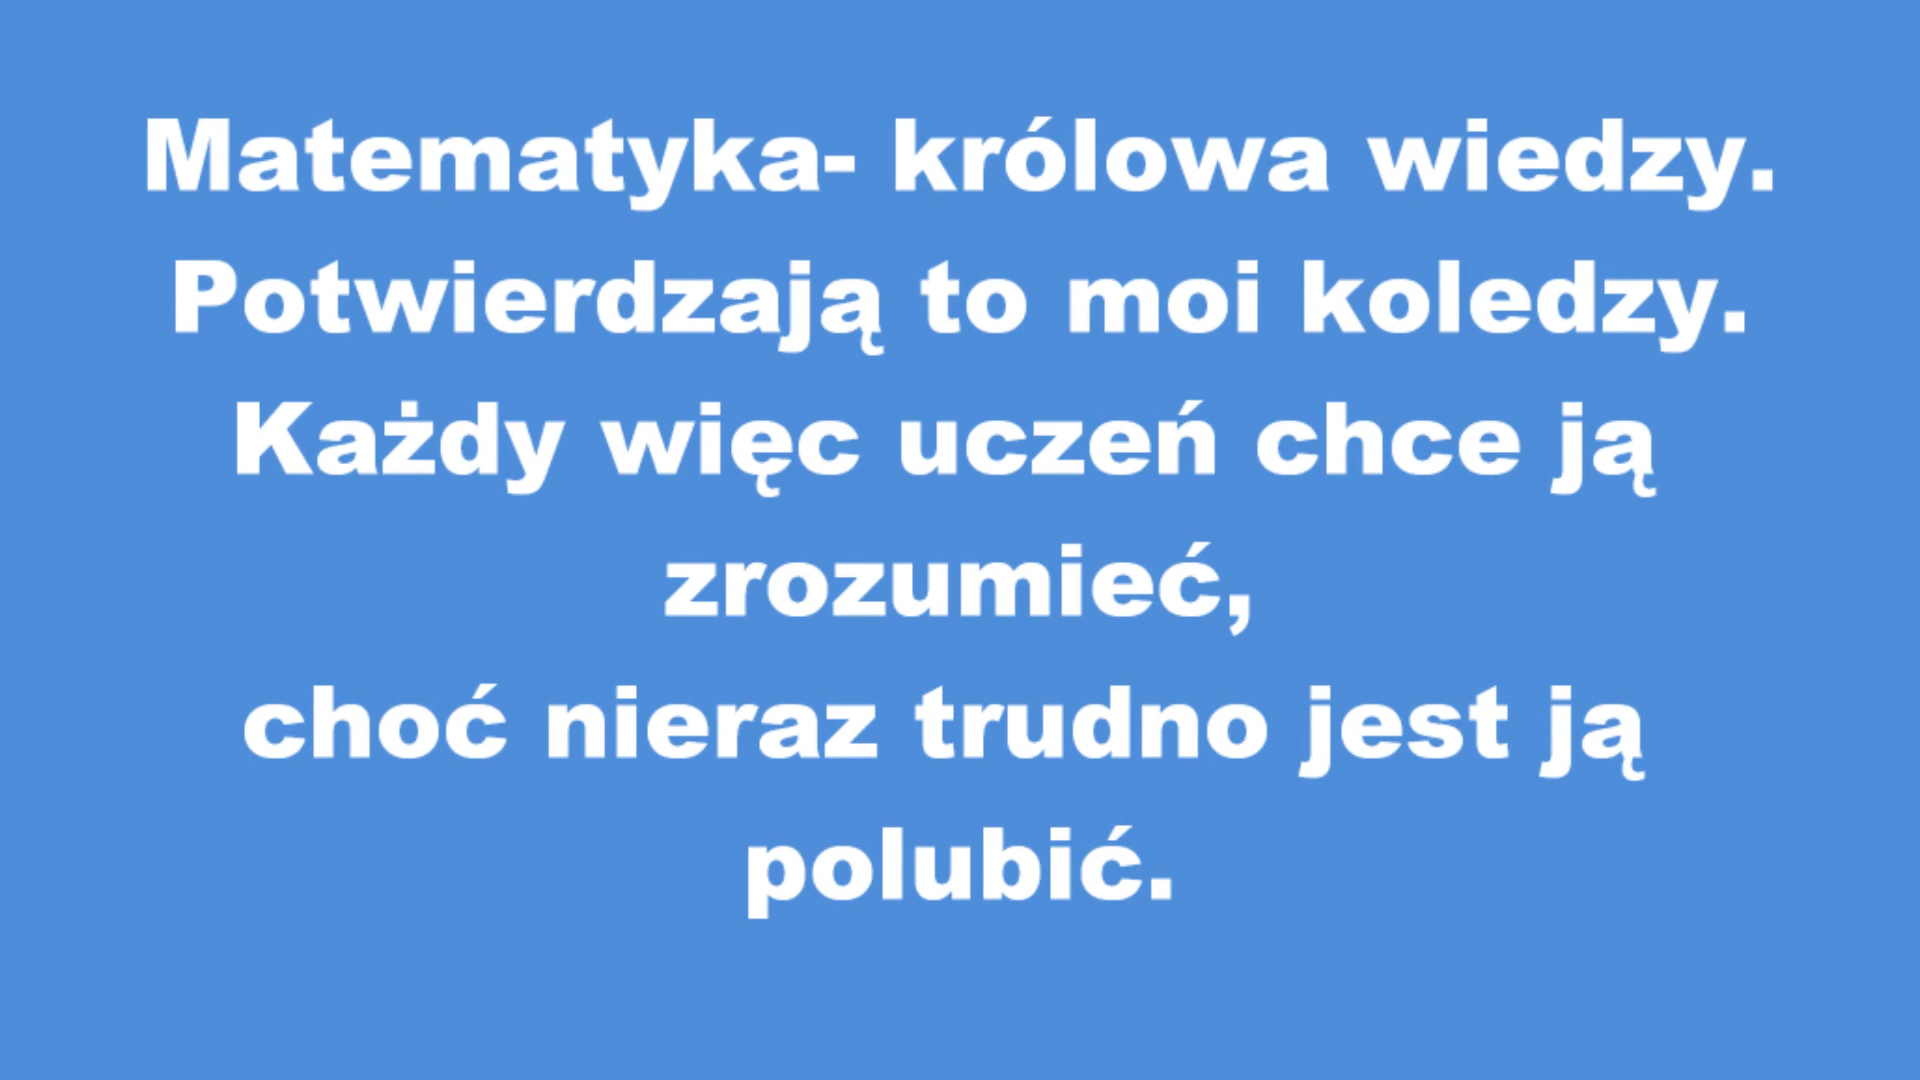 Matematyka- królowa wiedzy.
Potwierdzają to moi koledzy.
Każdy więc uczeń chce ją
zrozumieć,
choć nieraz trudno jest ją
polubić.